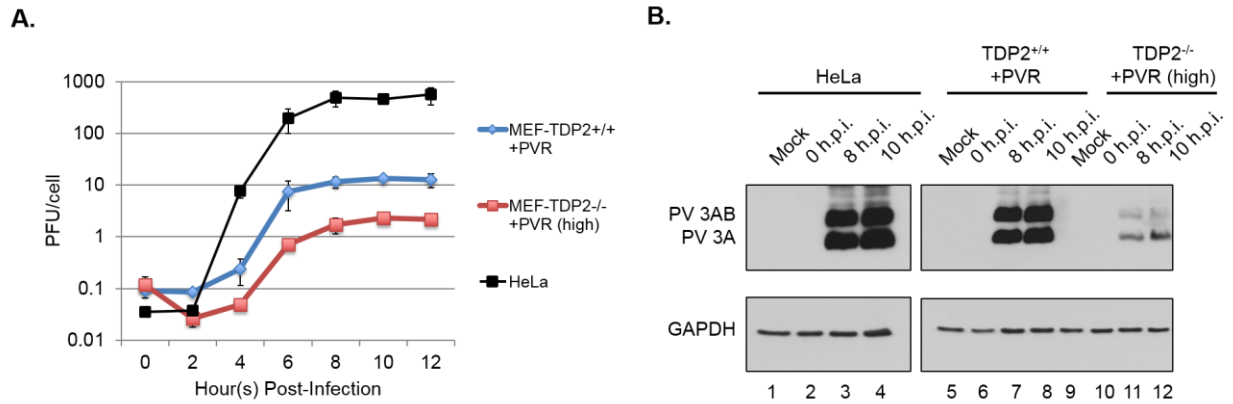 A.
1000
100
10
1
0.1
0.01
PFU/cell
0 2 4 6 8 10 12
Hour(s) Post-Infection
MEF-TDP2+/+
+PVR
MEF-TDP2-/-
+PVR (high)
HeLa
B.
HeLa
TDP2+/+
+PVR
TDP2-/-
+PVR (high)
Mock 0 h.p.i. 8 h.p.i. 10 h.p.i. Mock 0 h.p.i. 8 h.p.i. 10 h.p.i. Mock 0 h.p.i. 8 h.p.i. 10 h.p.i.
PV 3AB
PV 3A
GAPDH
1 2 3 4 5 6 7 8 9 10 11 12